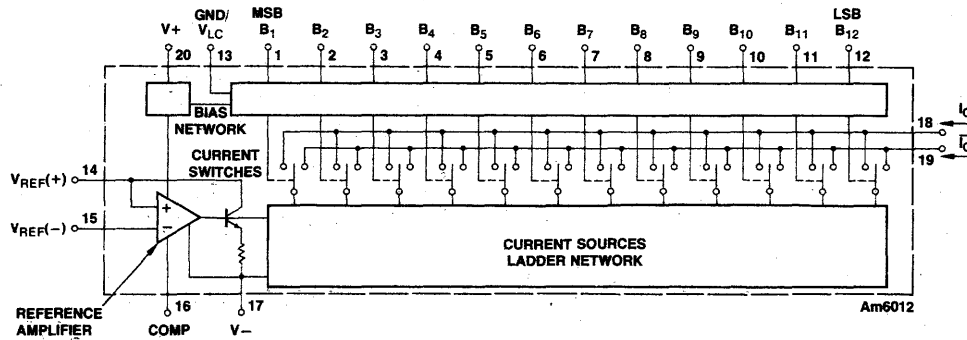 V+
20
GND/
VLC
13
MSB
B1
1
B2
2
B3
3
B4
4
B5
5
B6
6
B7
7
B8
8
B9
9
B10
10
B11
11
LSB
B12
12
BIAS
NETWORK
CURRENT
SWITCHES
18
IO
19
IO
VREF(+)
14
+
VREF(−)
15
−
CURRENT SOURCES
LADDER NETWORK
REFERENCE
AMPLIFIER
16
COMP
17
V−
Am6012